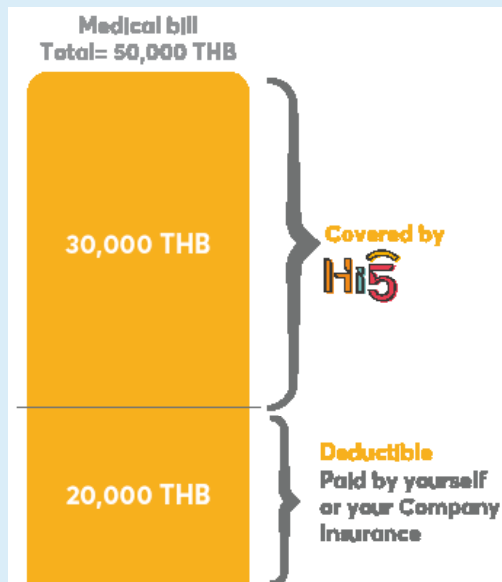 Medical bill
Total= 50,000 THB
30,000 THB
Covered by
Hi5
20,000 THB
Deductible
Paid by yourself
or your Company
Insurance